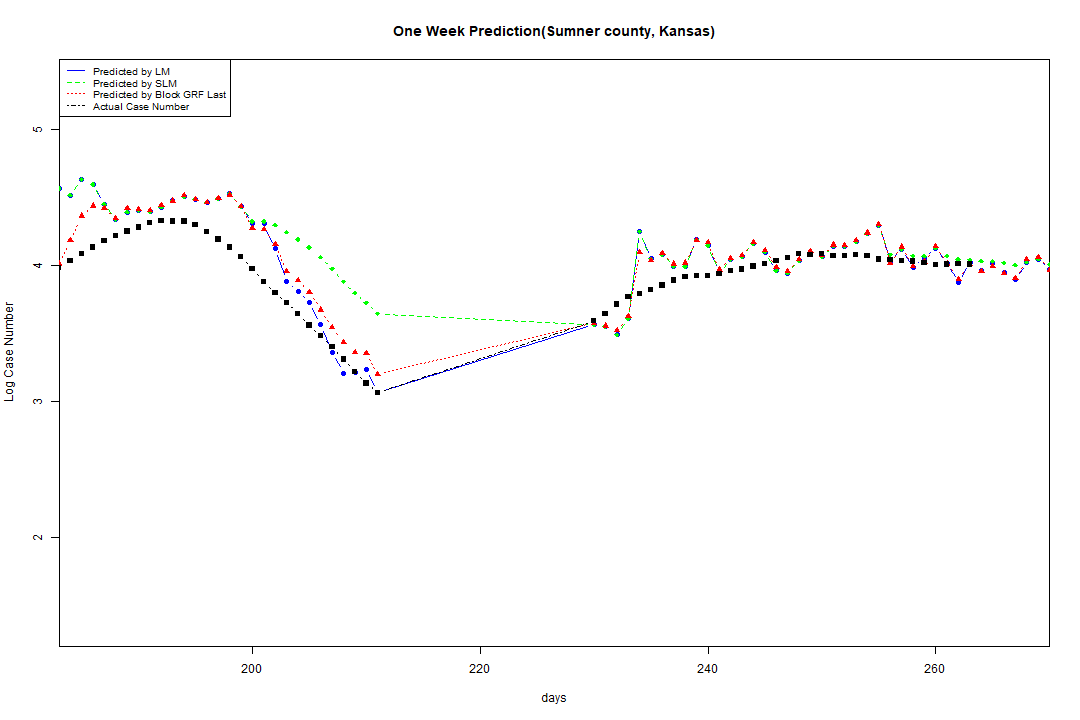 One Week Prediction(Sumner county, Kansas)
Predicted by LM
Predicted by SLM
Predicted by Block GRF Last
Actual Case Number
5
4
3
2
Log Case Number
200 220 240 260
days